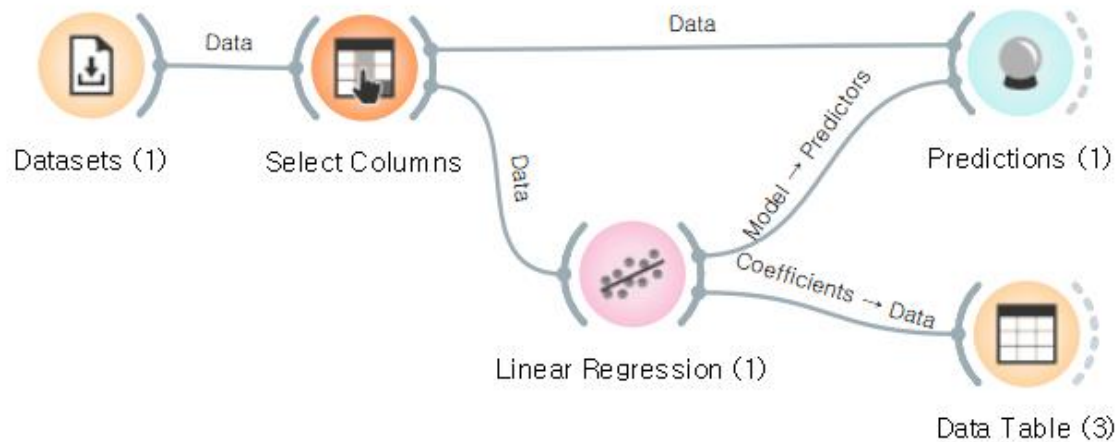 Data
Data
Datasets (1)
Select Columns
Predictions (1)
Data
Model → Predictors
Coefficients → Data
Linear Regression (1)
Data Table (3)